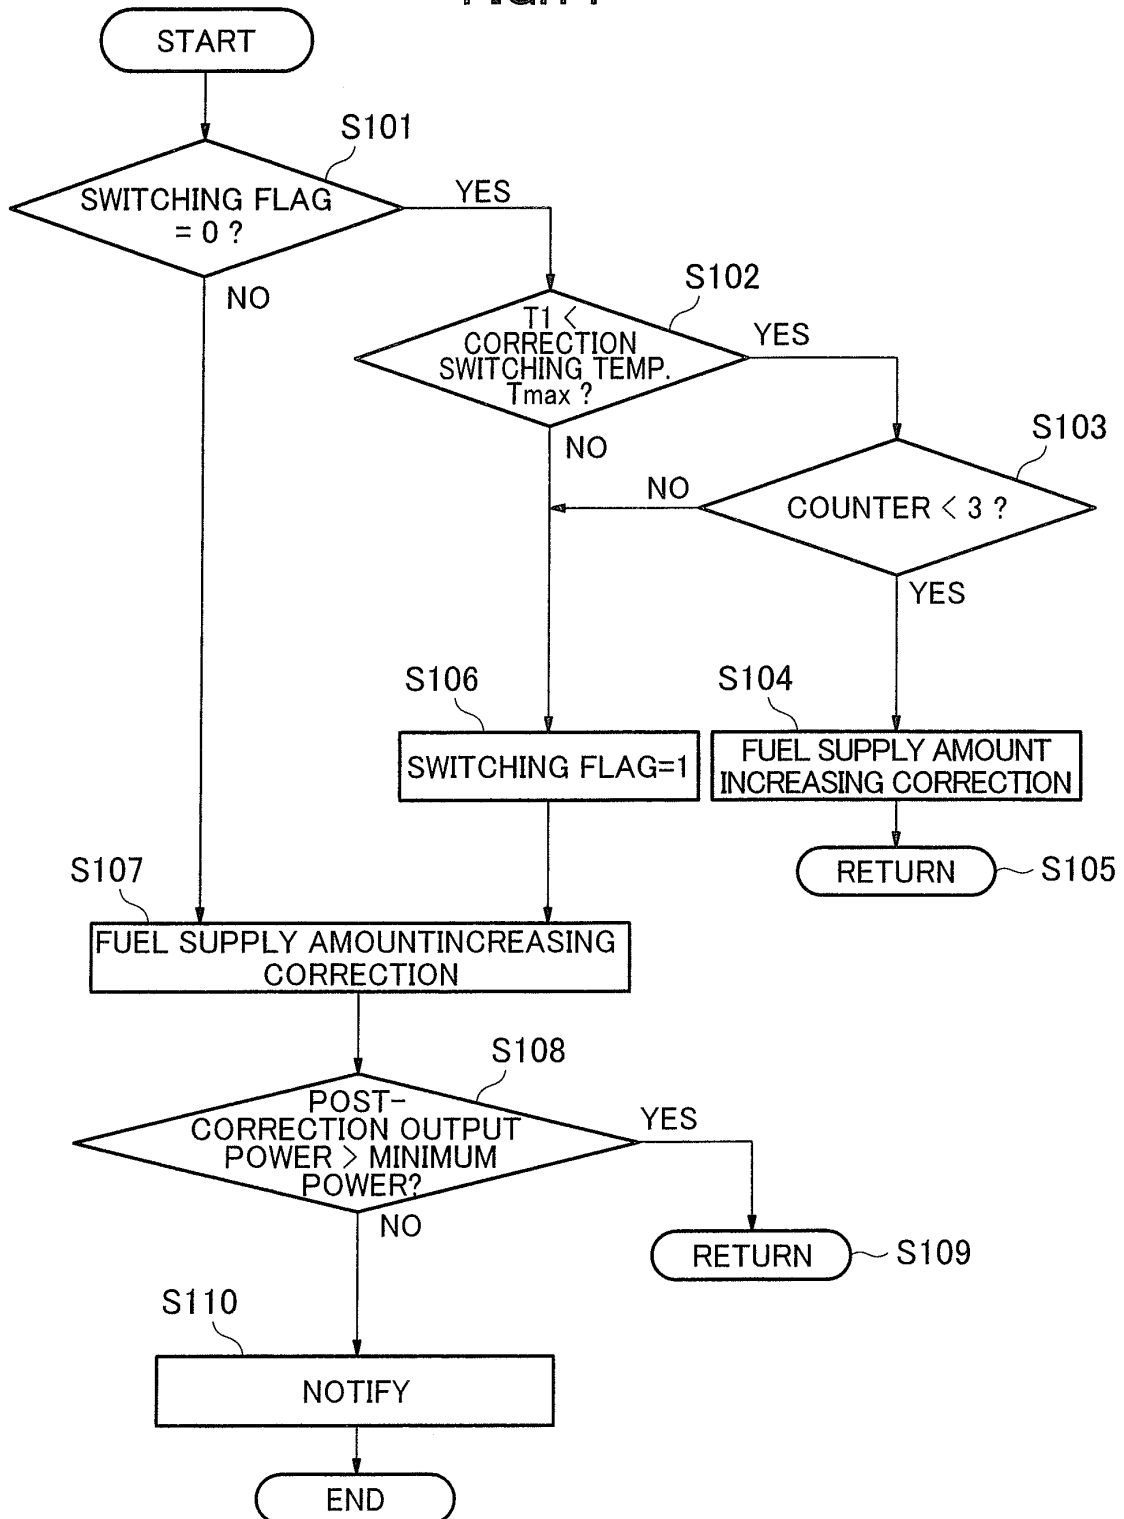 START
S101
SWITCHING FLAG
= 0 ?
YES
NO
S102
T1 <
CORRECTION
SWITCHING TEMP.
Tmax ?
YES
NO
S103
COUNTER < 3 ?
NO
YES
S106
SWITCHING FLAG=1
S104
FUEL SUPPLY AMOUNT
INCREASING CORRECTION
RETURN
S105
S107
FUEL SUPPLY AMOUNTINCREASING
CORRECTION
S108
POST-
CORRECTION OUTPUT
POWER > MINIMUM
POWER?
YES
NO
RETURN
S109
S110
NOTIFY
END